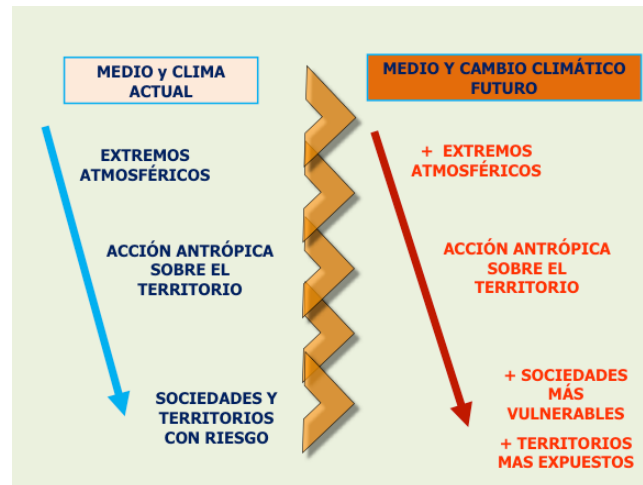 MEDIO y CLIMA
ACTUAL
EXTREMOS
ATMOSFÉRICOS
ACCIÓN ANTRÓPICA
SOBRE EL
TERRITORIO
SOCIEDADES Y
TERRITORIOS
CON RIESGO
MEDIO Y CAMBIO CLIMÁTICO
FUTURO
+ EXTREMOS
ATMOSFÉRICOS
ACCIÓN ANTRÓPICA
SOBRE EL
TERRITORIO
+ SOCIEDADES
MÁS
VULNERABLES
+ TERRITORIOS
MAS EXPUESTOS